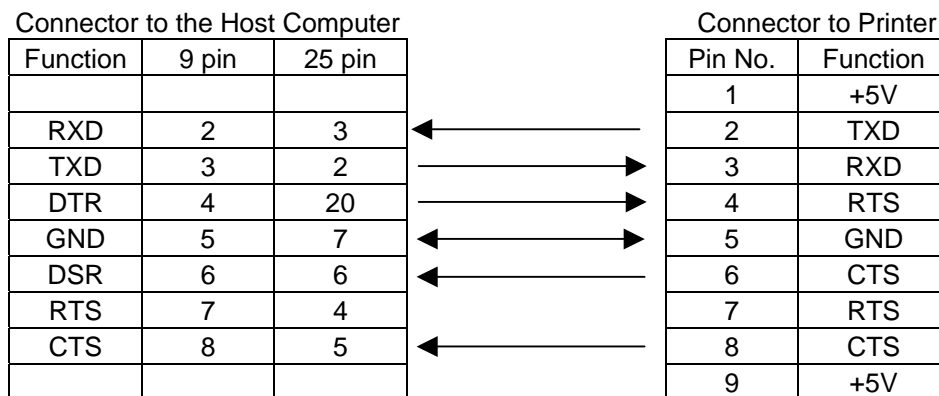 Connector to the Host Computer Connector to Printer
Function 9 pin 25 pin Pin No. Function
1 +5V
RXD 2 3 2 TXD
TXD 3 2 3 RXD
DTR 4 20 4 RTS
GND 5 7 5 GND
DSR 6 6 6 CTS
RTS 7 4 7 RTS
CTS 8 5 8 CTS
9 +5V